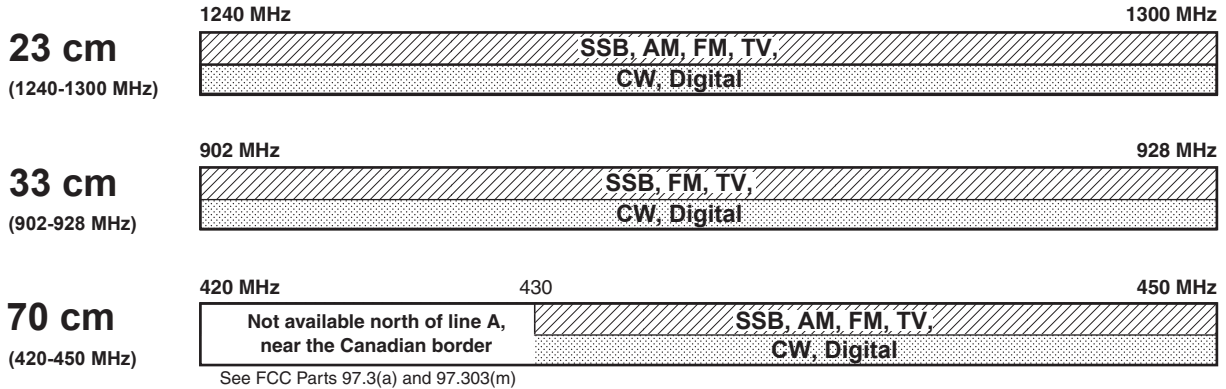 1240 MHz 1300 MHz
23 cm
(1240-1300 MHz)
SSB, AM, FM, TV,
CW, Digital
902 MHz 928 MHz
33 cm
(902-928 MHz)
SSB, FM, TV,
CW, Digital
420 MHz 430 450 MHz
70 cm
(420-450 MHz)
Not available north of line A,
near the Canadian border
SSB, AM, FM, TV,
CW, Digital
See FCC Parts 97.3(a) and 97.303(m)